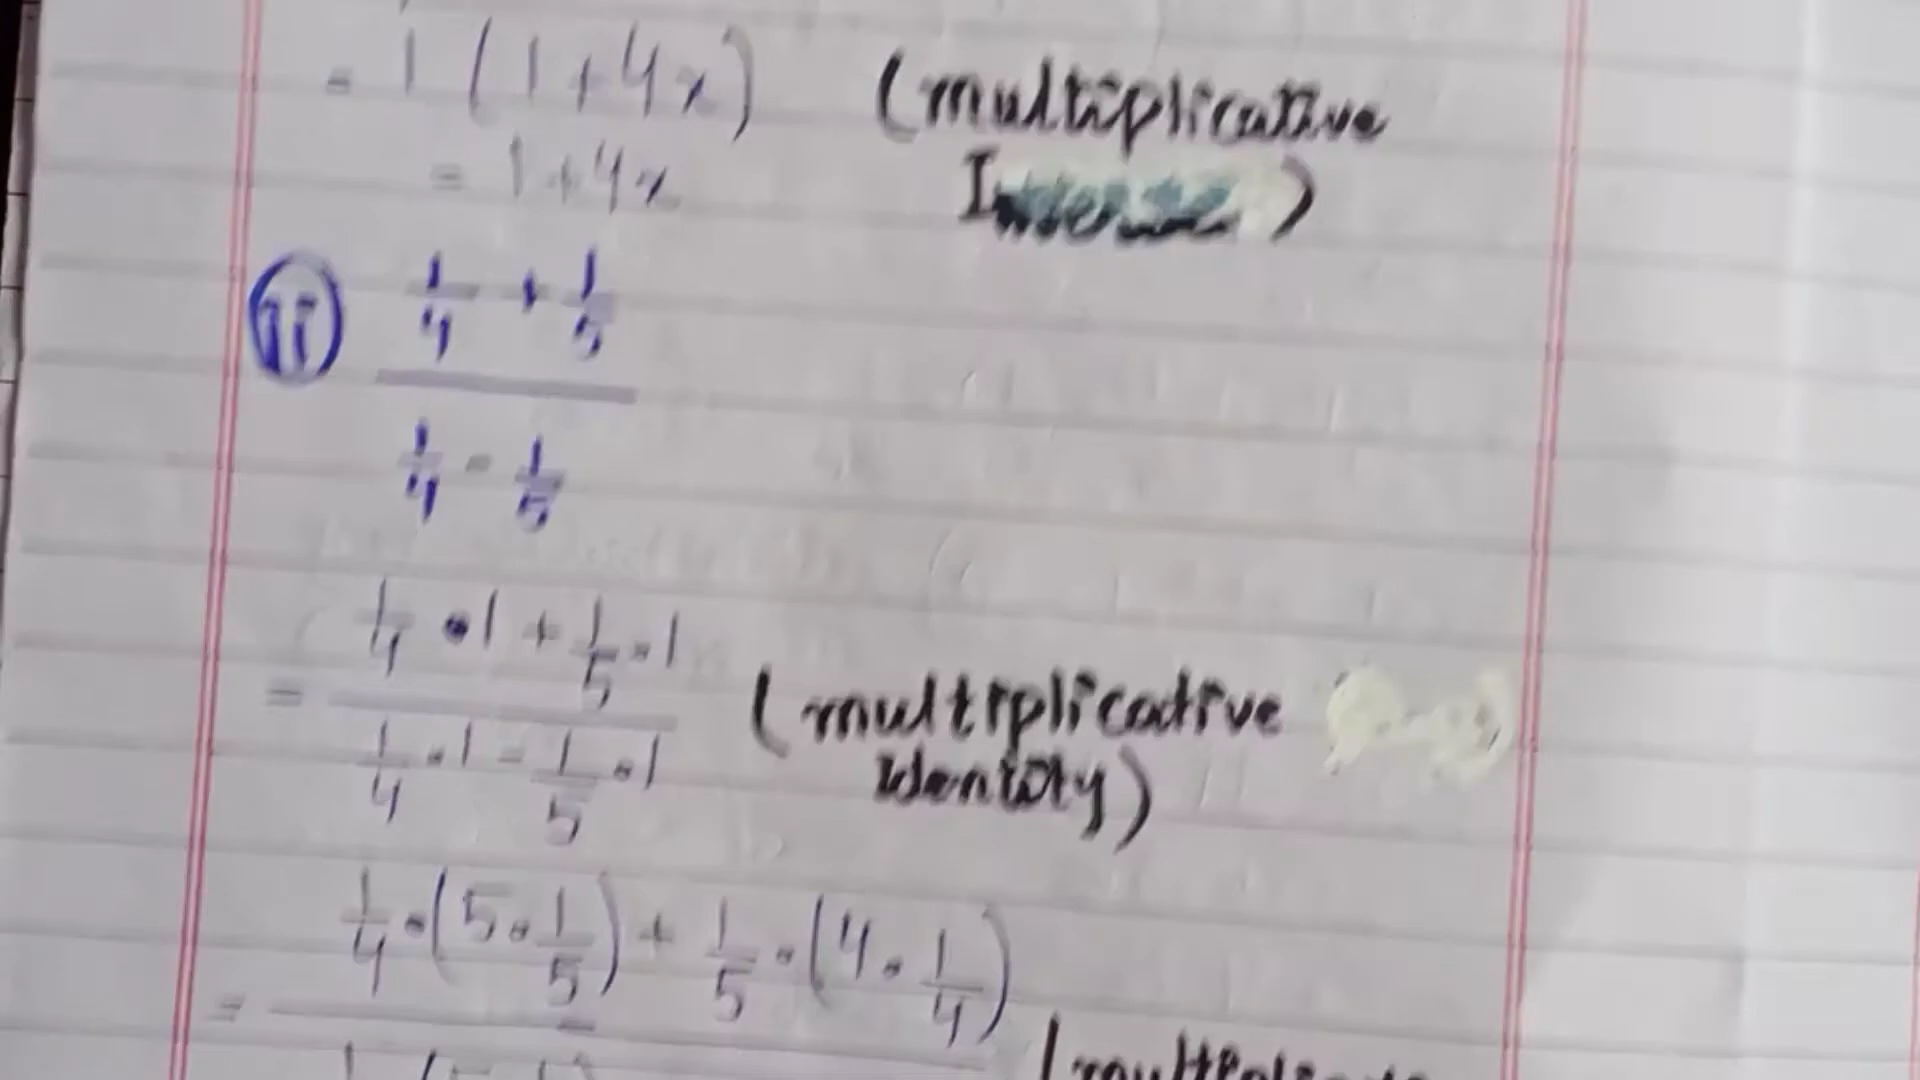 = 1 (1+4x) (multiplicative
= 1+4x
ii 1/4 + 1/5
1/4 - 1/5
= 1/4 • 1 + 1/5 • 1 (multiplicative
1/4 • 1 - 1/5 • 1 Identity)
= 1/4 • (5 • 1/5) + 1/5 • (4 • 1/4)